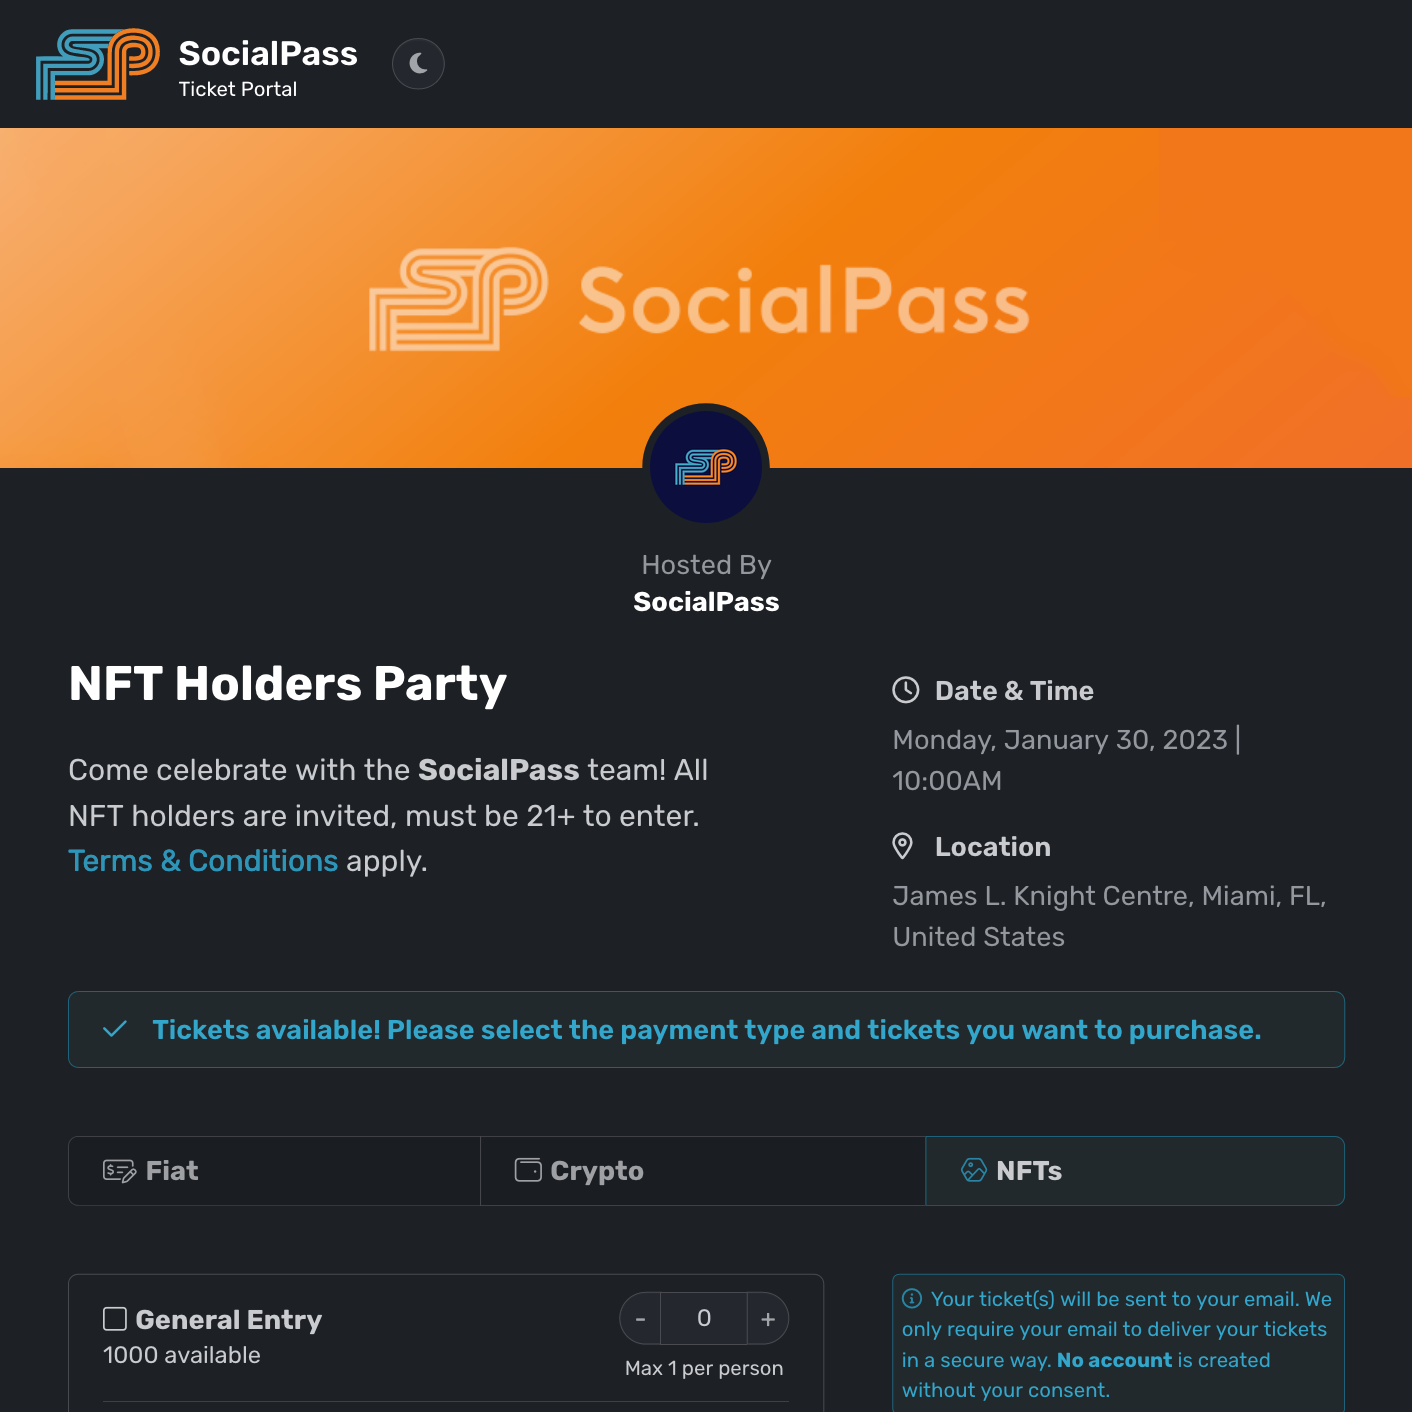 SocialPass
Ticket Portal
SocialPass
Hosted By
SocialPass
NFT Holders Party
Come celebrate with the SocialPass team! All
NFT holders are invited, must be 21+ to enter.
Terms & Conditions apply.
Date & Time
Monday, January 30, 2023 |
10:00AM
Location
James L. Knight Centre, Miami, FL,
United States
Tickets available! Please select the payment type and tickets you want to purchase.
Fiat
Crypto
NFTs
General Entry
1000 available
- 0 +
Max 1 per person
Your ticket(s) will be sent to your email. We
only require your email to deliver your tickets
in a secure way. No account is created
without your consent.